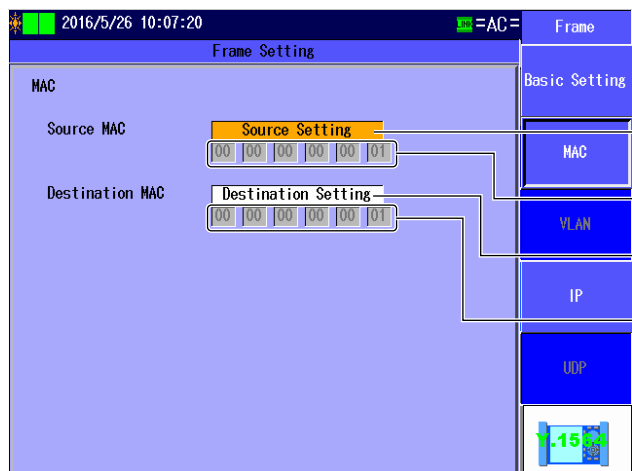 2016/5/26 10:07:20 LINK =AC= Frame
Frame Setting
Basic Setting
MAC
Source MAC Source Setting
00 00 00 00 00 01
MAC
Destination MAC Destination Setting
00 00 00 00 00 01
VLAN
IP
UDP
Y.1564